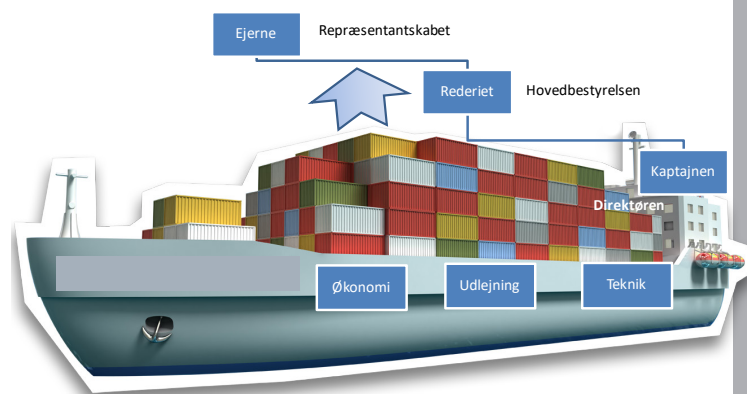 Ejerne
Repræsentantskabet
Rederiet
Hovedbestyrelsen
Kaptajnen
Direktøren
Økonomi
Udlejning
Teknik